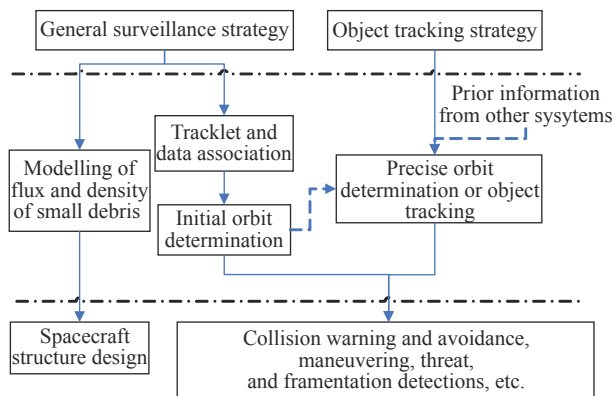 General surveillance strategy
Object tracking strategy
Prior information
from other sysytems
Tracklet and
data association
Modelling of
flux and density
of small debris
Precise orbit
determination or object
tracking
Initial orbit
determination
Spacecraft
structure design
Collision warning and avoidance,
maneuvering, threat,
and framentation detections, etc.